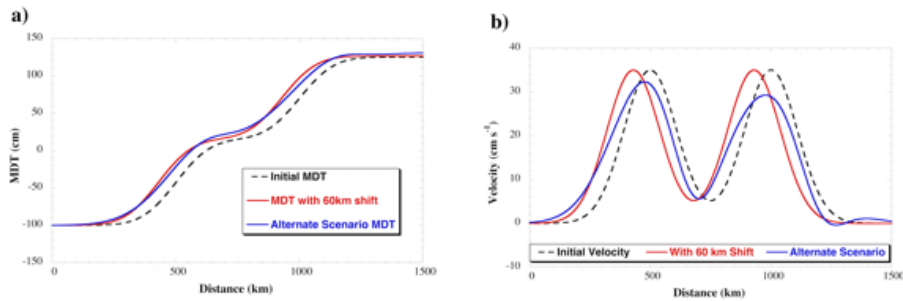 a)
150
100
50
0
-50
-100
-150
MDT (cm)
Initial MDT
MDT with 60km shift
Alternate Scenario MDT
0 500 1000 1500
Distance (km)
b)
40
30
20
10
0
-10
Velocity (cm s⁻¹)
Initial Velocity With 60 km Shift Alternate Scenario
0 500 1000 1500
Distance (km)